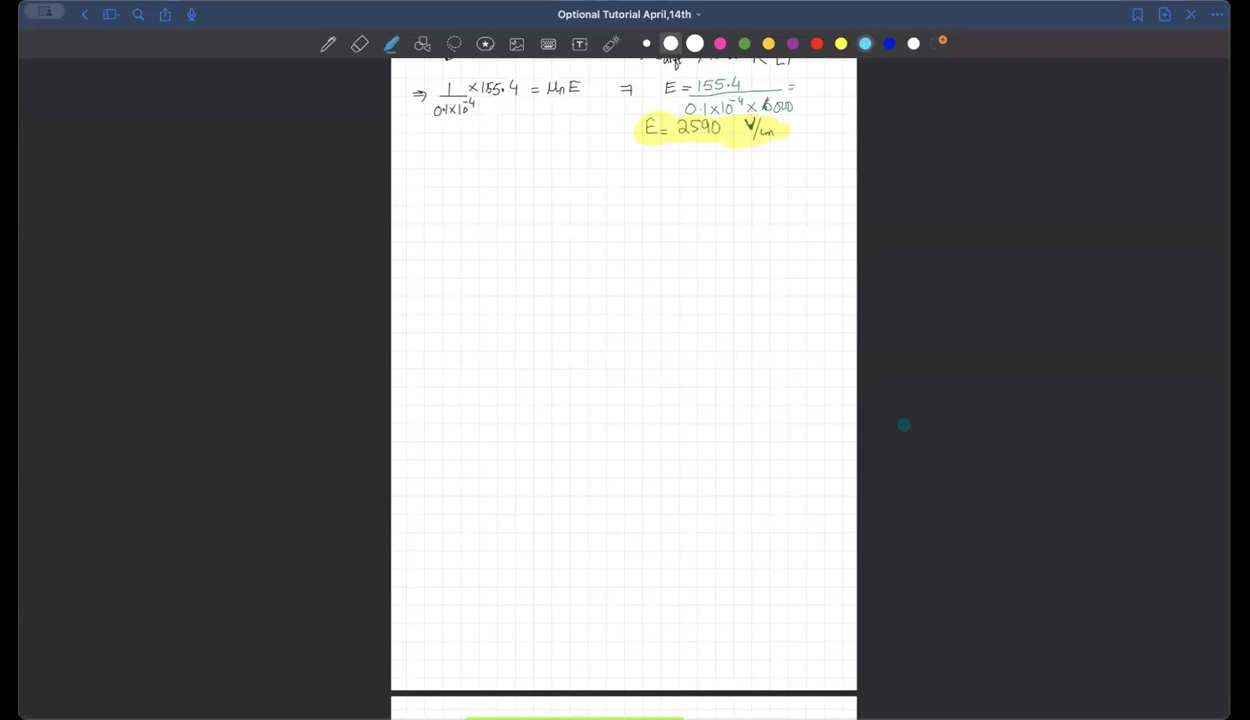 Optional Tutorial April,14th
⇒ 1/(0.1×10⁻⁴) × 155.4 = μₙE ⇒ E = 155.4/(0.1×10⁻⁴ × 6000) =
E = 2590 V/cm